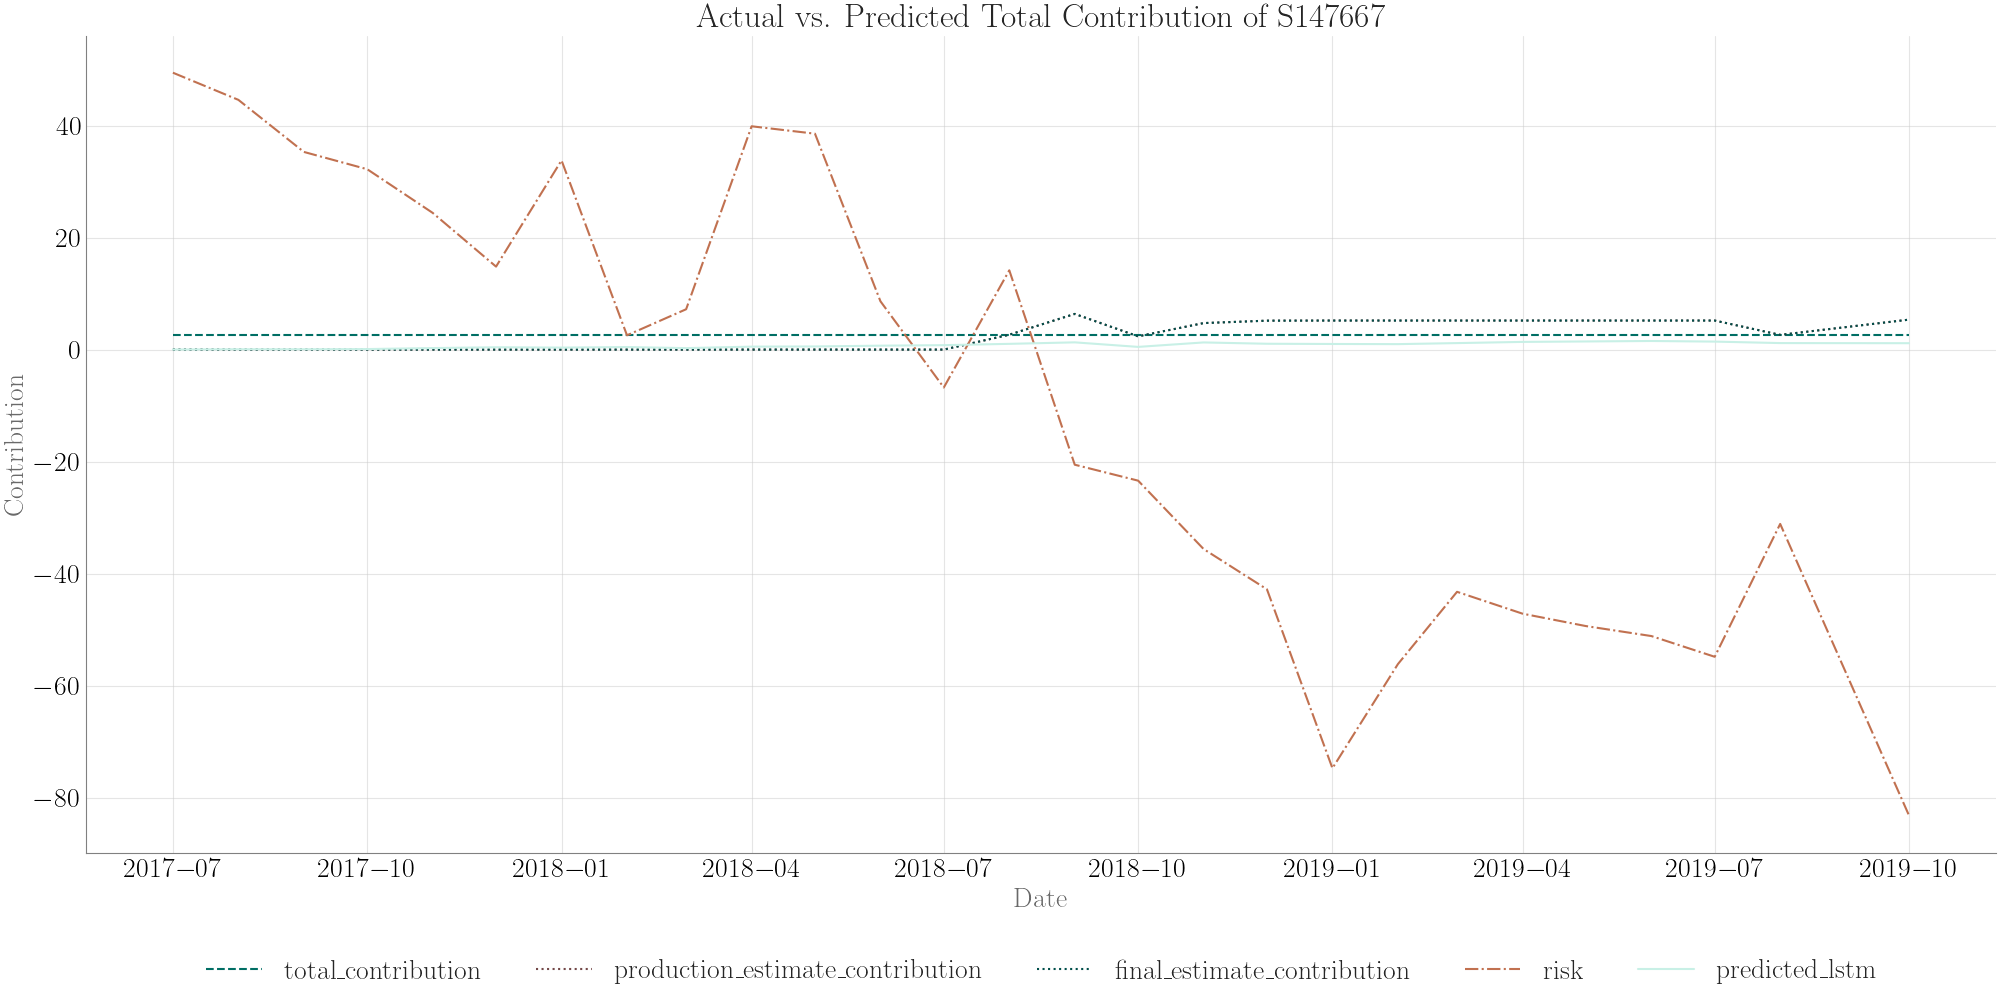 Actual vs. Predicted Total Contribution of S147667
Contribution
40
20
0
−20
−40
−60
−80
2017−07 2017−10 2018−01 2018−04 2018−07 2018−10 2019−01 2019−04 2019−07 2019−10
Date
total_contribution production_estimate_contribution final_estimate_contribution risk predicted_lstm